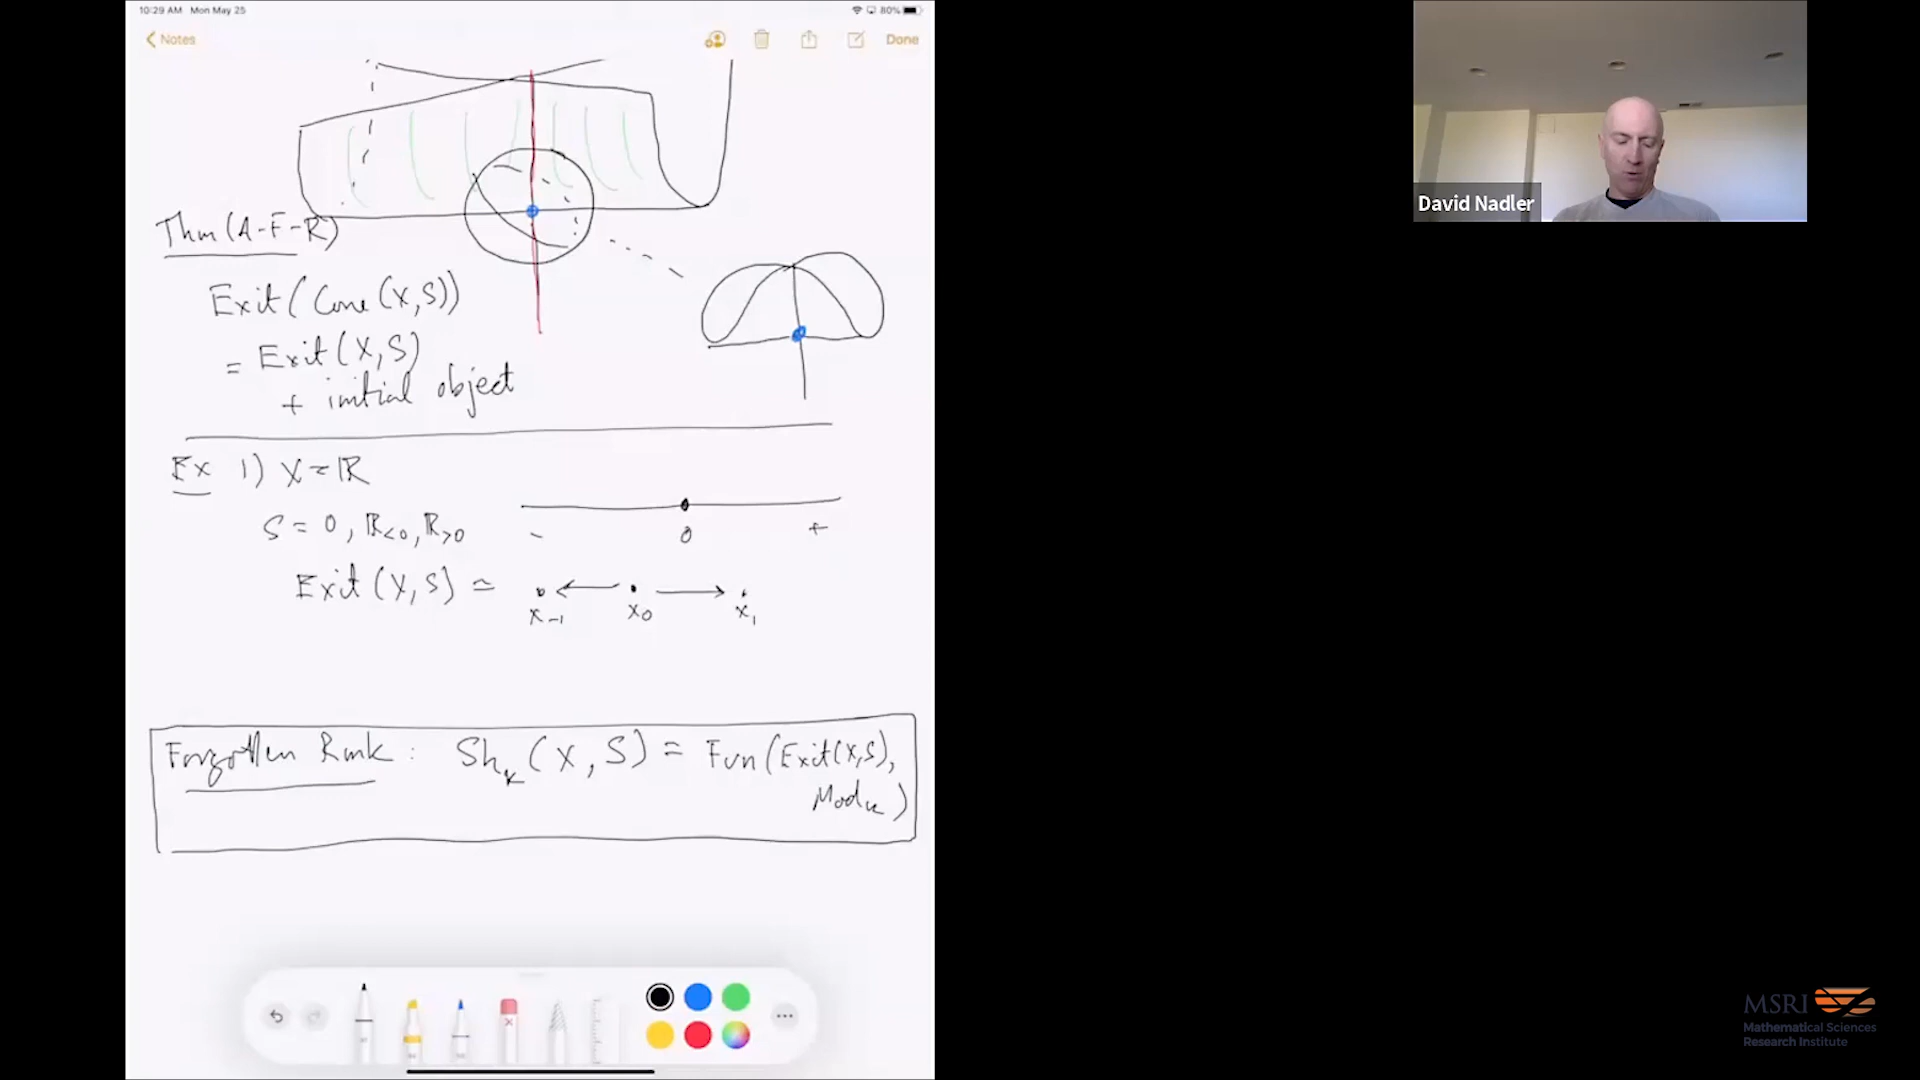 10:29 AM Mon May 25
80%
Notes
Done
Thm (A-F-R)
Exit (Cone (X, S))
= Exit (X, S)
+ initial object
Ex 1) X = ℝ
S = 0, ℝ<0, ℝ>0
- 0 +
Exit (X, S) ≃
x₋₁ ← x₀ → x₁
Forgotten Rmk : Shₖ (X, S) = Fun (Exit(X,S),
Modₖ )
David Nadler
MSRI
Mathematical Sciences
Research Institute